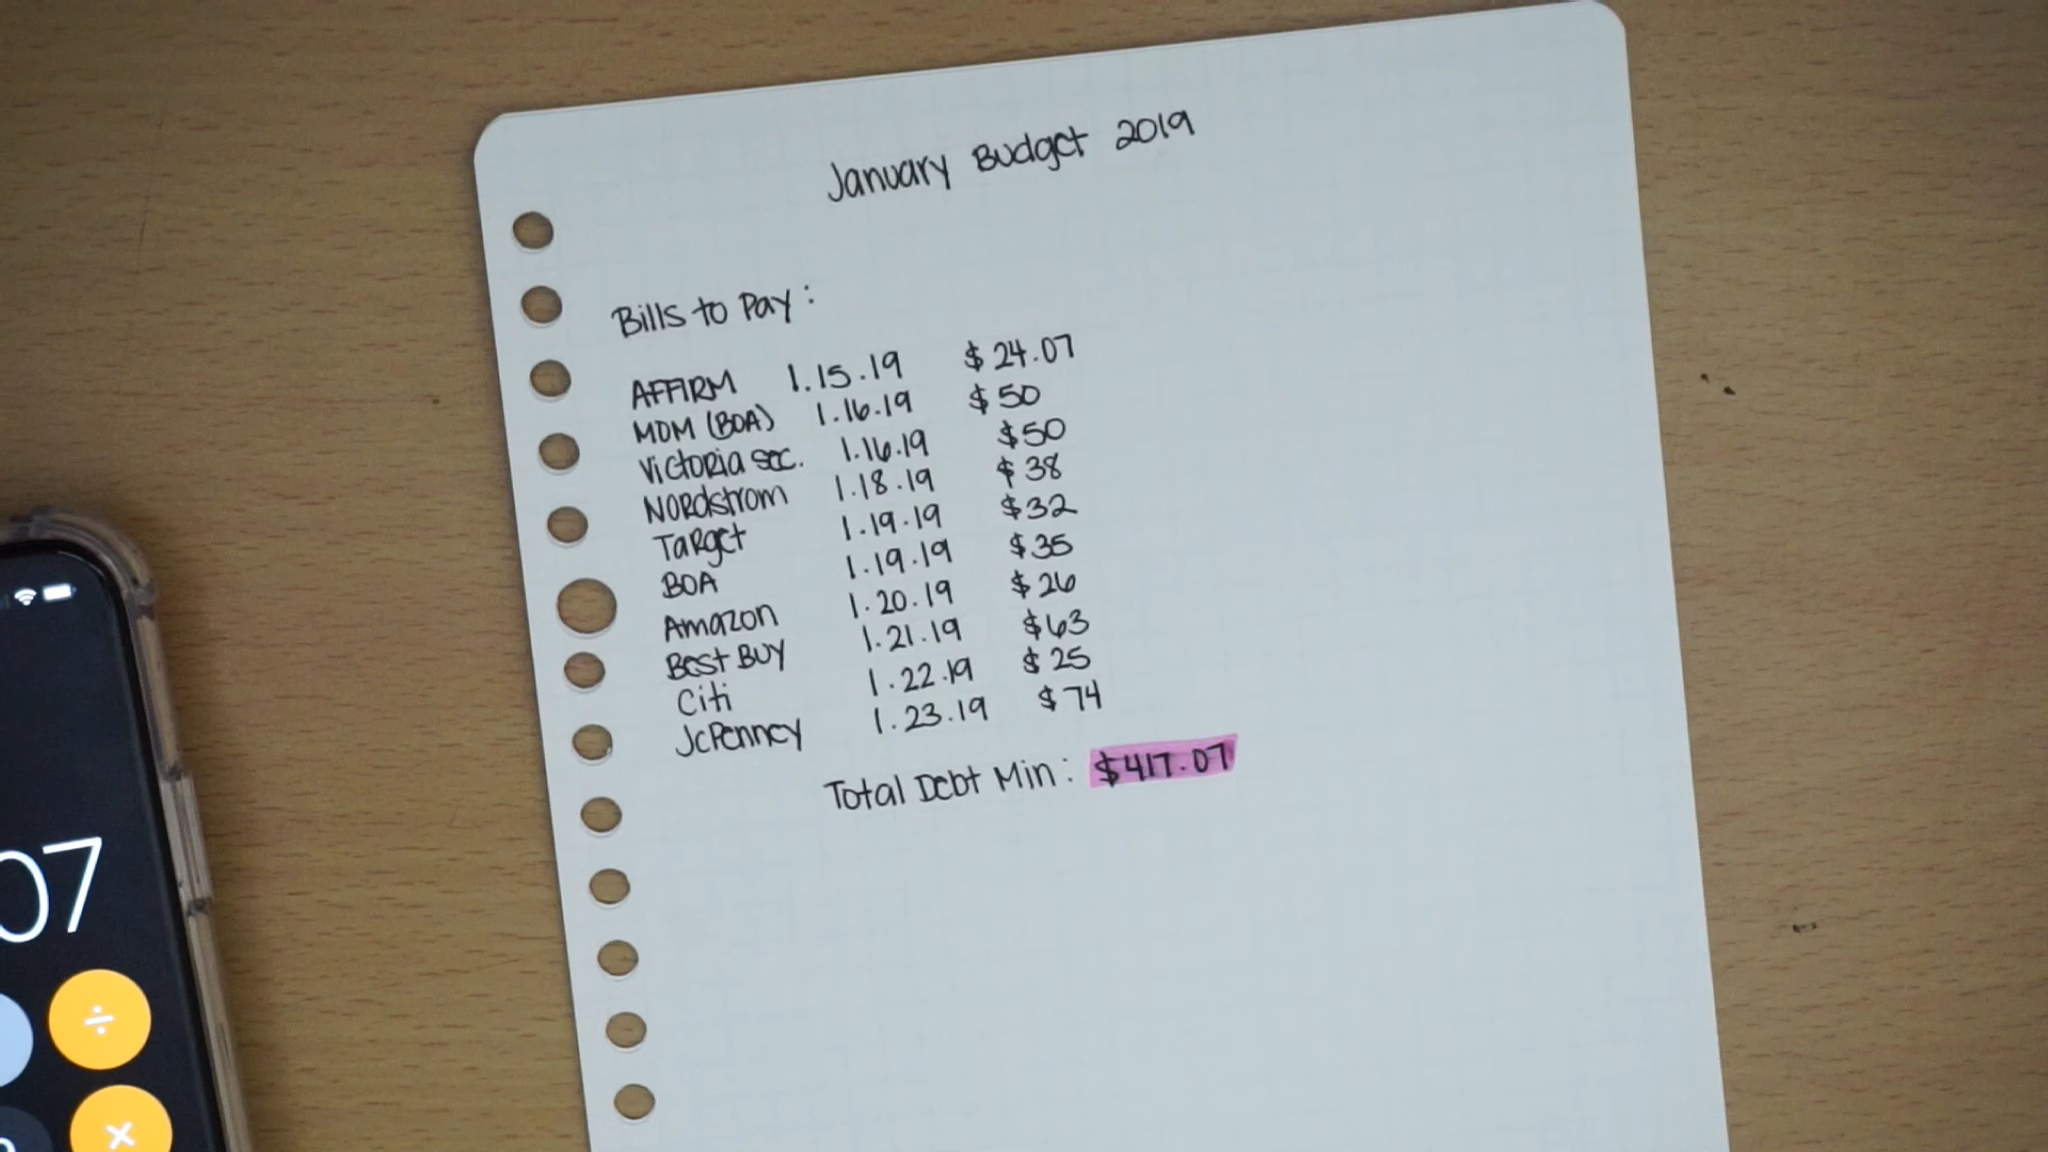 January Budget 2019
Bills to Pay:
AFFIRM 1.15.19 $24.07
MOM (BOA) 1.16.19 $50
Victoria Sec. 1.16.19 $50
NORdstrom 1.18.19 $38
TaRget 1.19.19 $32
BOA 1.19.19 $35
Amazon 1.20.19 $26
Best Buy 1.21.19 $63
Citi 1.22.19 $25
JcPenney 1.23.19 $74
Total Debt Min: $417.07
07
÷
×